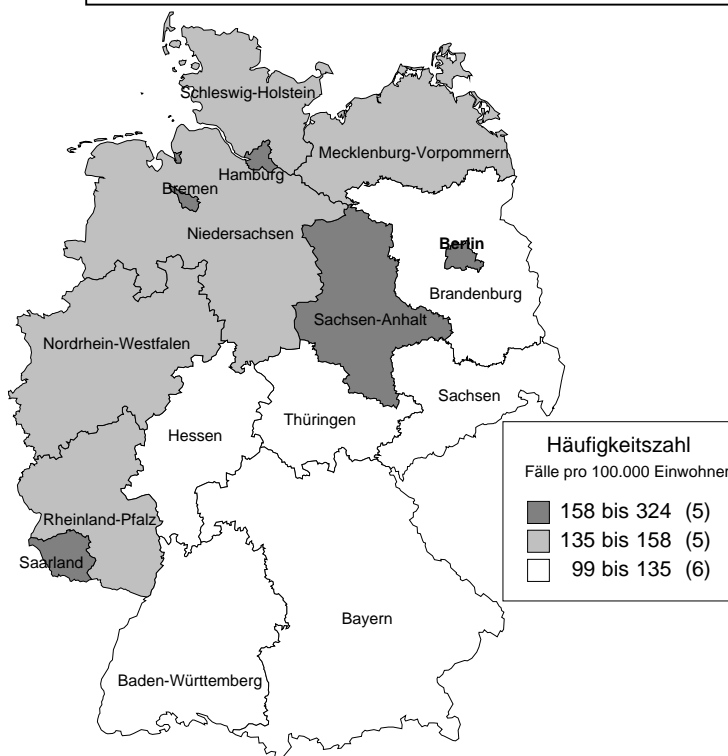 Schleswig-Holstein
Mecklenburg-Vorpommern
Hamburg
Bremen
Niedersachsen
Berlin
Brandenburg
Sachsen-Anhalt
Nordrhein-Westfalen
Sachsen
Thüringen
Hessen
Rheinland-Pfalz
Saarland
Bayern
Baden-Württemberg
Häufigkeitszahl
Fälle pro 100.000 Einwohner
158 bis 324 (5)
135 bis 158 (5)
99 bis 135 (6)